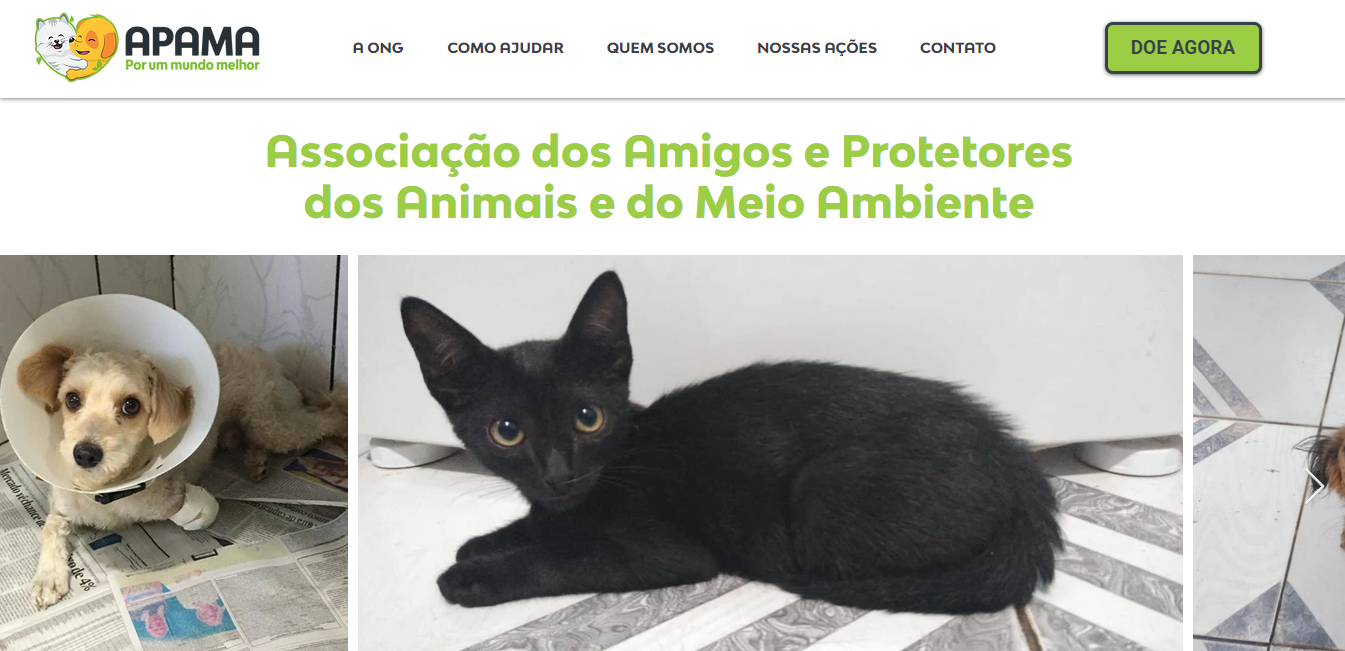 APAMA
Por um mundo melhor
A ONG
COMO AJUDAR
QUEM SOMOS
NOSSAS AÇÕES
CONTATO
DOE AGORA
Associação dos Amigos e Protetores
dos Animais e do Meio Ambiente